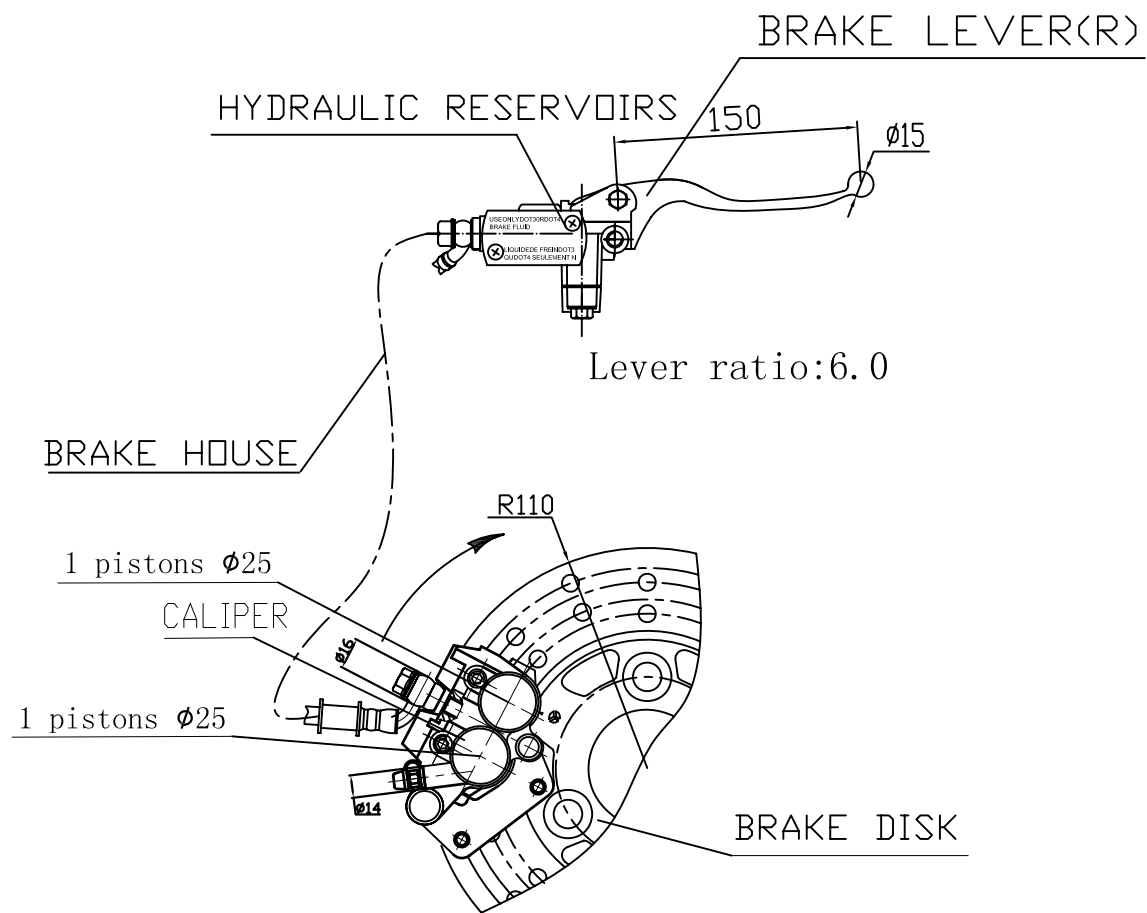 BRAKE LEVER(R)
HYDRAULIC RESERVOIRS
150
Ø15
USEONLYDOT3ORDOT4
BRAKE FLUID
LIQUIDEDE FREINDOT3
OUDOT4 SEULEMENT N
Lever ratio:6.0
BRAKE HOUSE
R110
1 pistons Ø25
CALIPER
Ø16
1 pistons Ø25
Ø14
BRAKE DISK